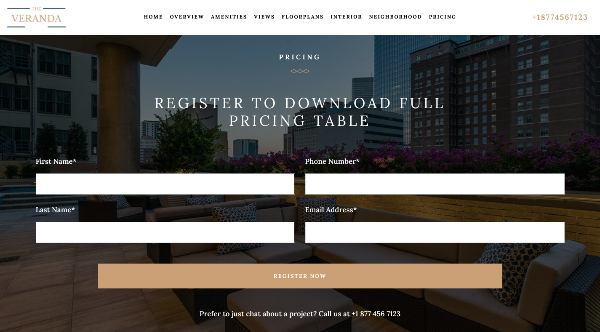 THE
VERANDA
HOME OVERVIEW AMENITIES VIEWS FLOORPLANS INTERIOR NEIGHBORHOOD PRICING
+18774567123
PRICING
REGISTER TO DOWNLOAD FULL
PRICING TABLE
First Name*
Phone Number*
Last Name*
Email Address*
REGISTER NOW
Prefer to just chat about a project? Call us at +1 877 456 7123